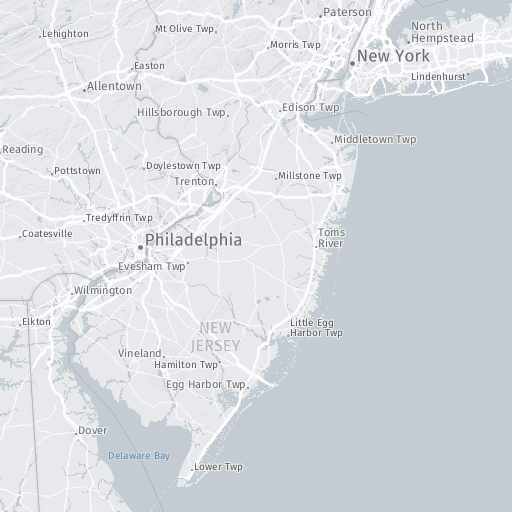 Paterson
Mt Olive Twp
North
Hempstead
Lehighton
Morris Twp
New York
Easton
Lindenhurst
Allentown
Edison Twp
Hillsborough Twp
Middletown Twp
Reading
Doylestown Twp
Pottstown
Millstone Twp
Trenton
Tredyffrin Twp
Coatesville
Philadelphia
Toms
River
Evesham Twp
Wilmington
Elkton
Little Egg
Harbor Twp
NEW
JERSEY
Vineland
Hamilton Twp
Egg Harbor Twp
Dover
Delaware Bay
Lower Twp